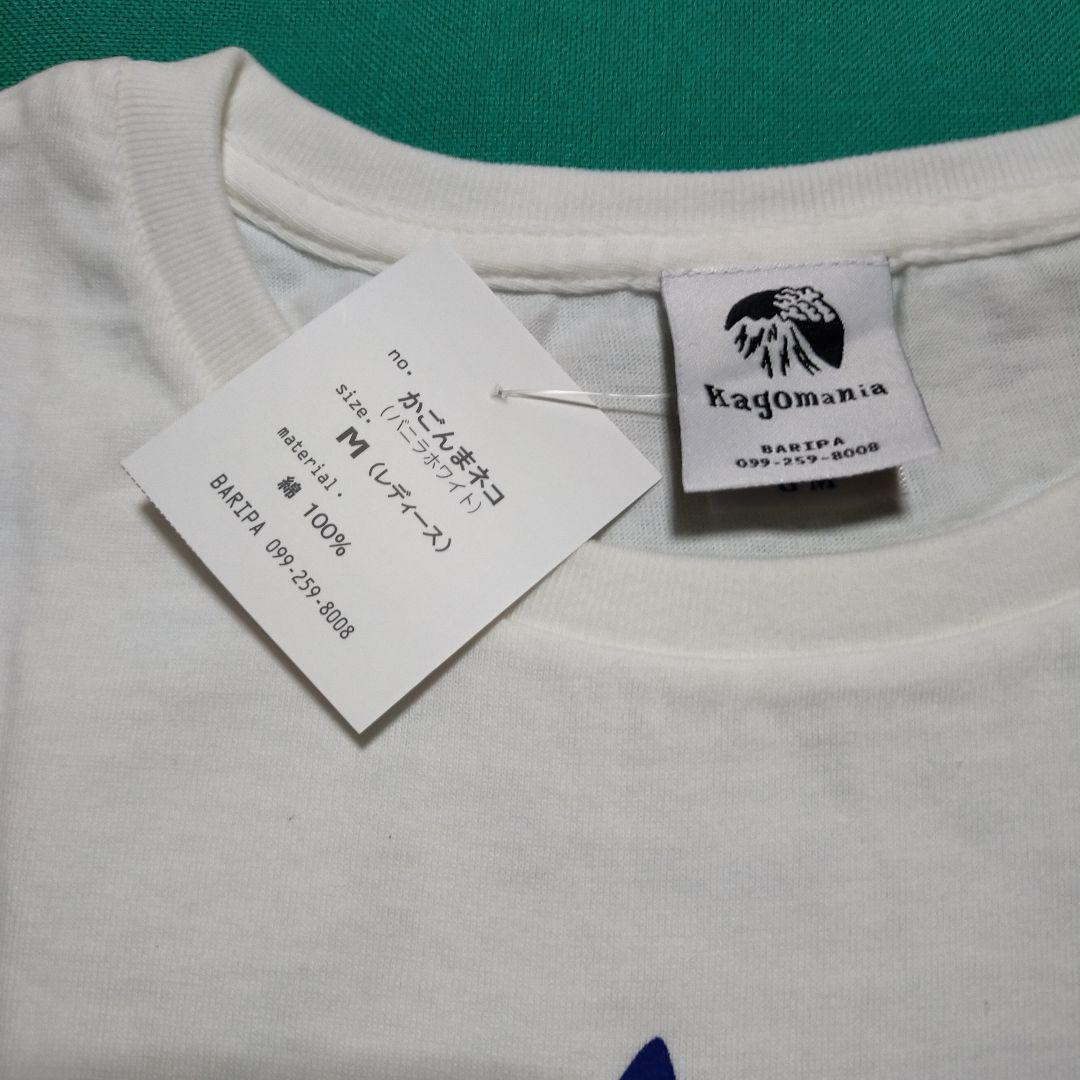 no.
かごんまネコ
(バニラホワイト)
size.
M (レディース)
material.
綿 100%
BARIPA 099-259-8008
Kagomania
BARIPA
099-259-8008